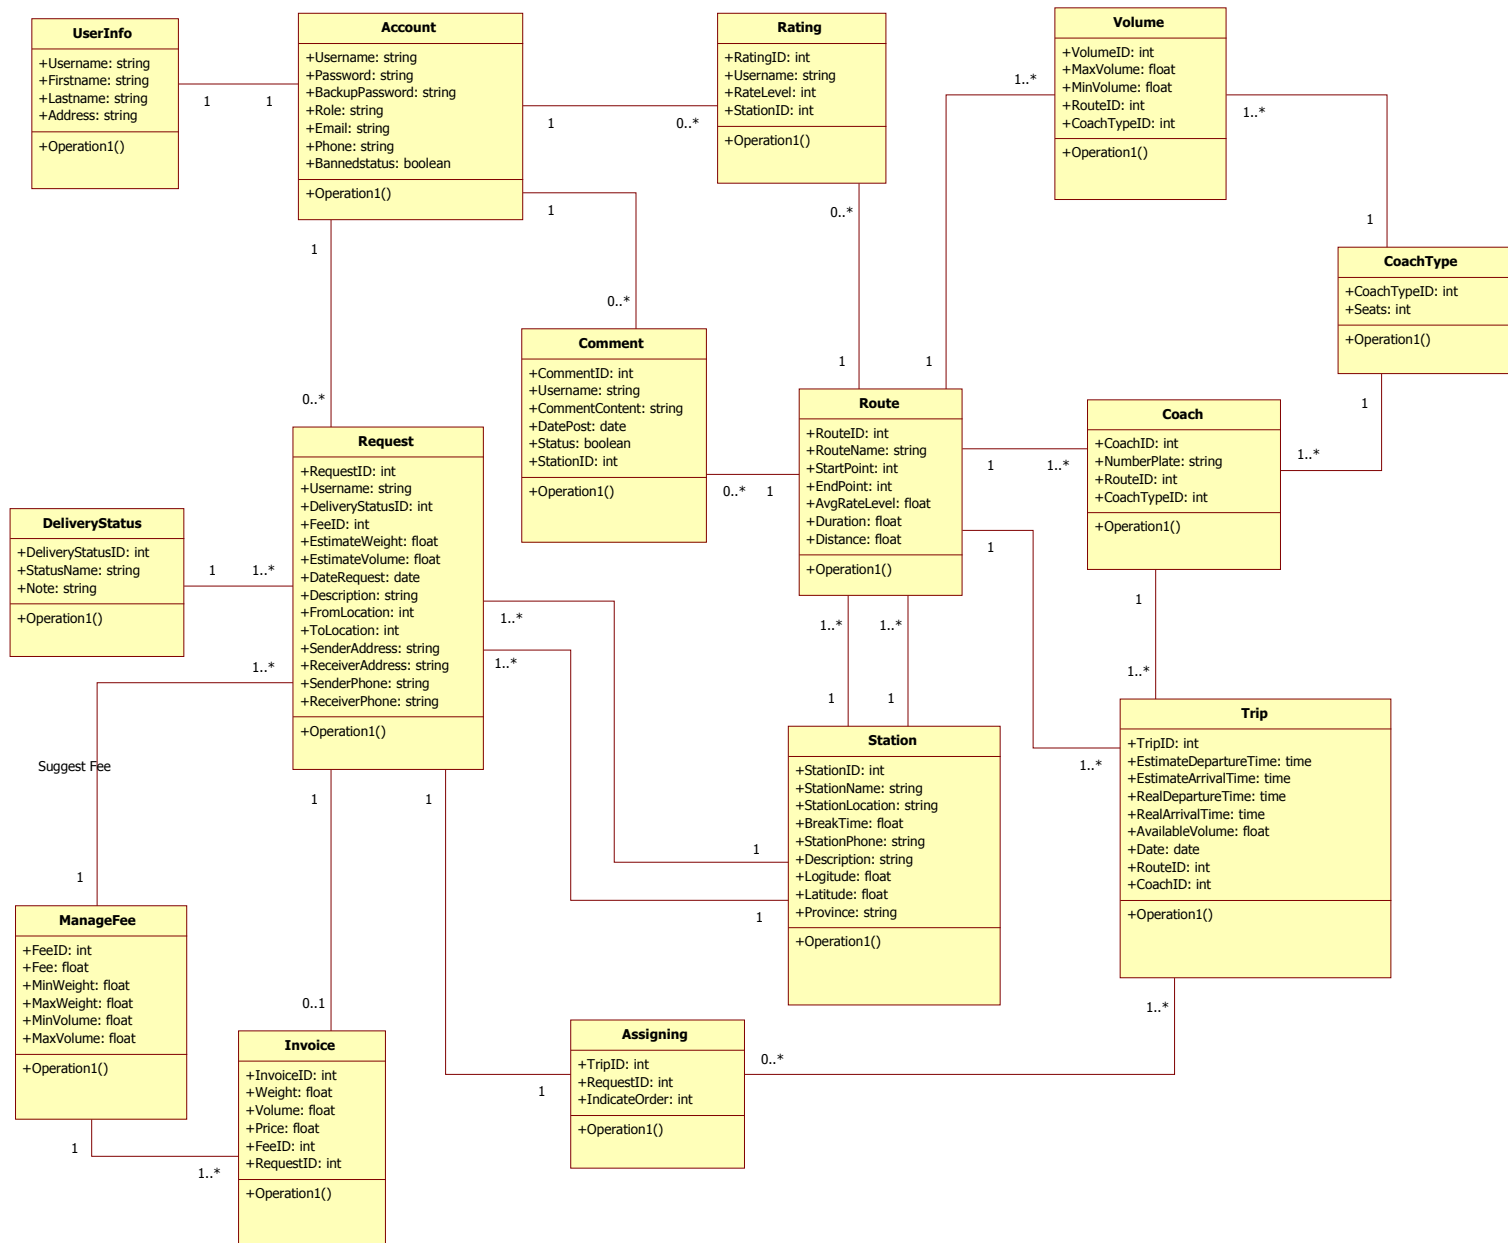 UserInfo
+Username: string
+Firstname: string
+Lastname: string
+Address: string
+Operation1()
1
1
Account
+Username: string
+Password: string
+BackupPassword: string
+Role: string
+Email: string
+Phone: string
+Bannedstatus: boolean
+Operation1()
1
0..*
Rating
+RatingID: int
+Username: string
+RateLevel: int
+StationID: int
+Operation1()
Volume
+VolumeID: int
+MaxVolume: float
+MinVolume: float
+RouteID: int
+CoachTypeID: int
+Operation1()
1..*
1..*
1
0..*
1
1
CoachType
+CoachTypeID: int
+Seats: int
+Operation1()
0..*
Comment
+CommentID: int
+Username: string
+CommentContent: string
+DatePost: date
+Status: boolean
+StationID: int
+Operation1()
0..*
1
1
1
Route
+RouteID: int
+RouteName: string
+StartPoint: int
+EndPoint: int
+AvgRateLevel: float
+Duration: float
+Distance: float
+Operation1()
1
1..*
1
Coach
+CoachID: int
+NumberPlate: string
+RouteID: int
+CoachTypeID: int
+Operation1()
1..*
1
0..*
Request
+RequestID: int
+Username: string
+DeliveryStatusID: int
+FeeID: int
+EstimateWeight: float
+EstimateVolume: float
+DateRequest: date
+Description: string
+FromLocation: int
+ToLocation: int
+SenderAddress: string
+ReceiverAddress: string
+SenderPhone: string
+ReceiverPhone: string
+Operation1()
DeliveryStatus
+DeliveryStatusID: int
+StatusName: string
+Note: string
+Operation1()
1
1..*
1..*
1..*
1..*
1..*
1..*
1
1
1
1..*
1..*
Station
+StationID: int
+StationName: string
+StationLocation: string
+BreakTime: float
+StationPhone: string
+Description: string
+Logitude: float
+Latitude: float
+Province: string
+Operation1()
1
1
Trip
+TripID: int
+EstimateDepartureTime: time
+EstimateArrivalTime: time
+RealDepartureTime: time
+RealArrivalTime: time
+AvailableVolume: float
+Date: date
+RouteID: int
+CoachID: int
+Operation1()
Suggest Fee
1
1
1
ManageFee
+FeeID: int
+Fee: float
+MinWeight: float
+MaxWeight: float
+MinVolume: float
+MaxVolume: float
+Operation1()
1
1..*
0..1
Invoice
+InvoiceID: int
+Weight: float
+Volume: float
+Price: float
+FeeID: int
+RequestID: int
+Operation1()
1
Assigning
+TripID: int
+RequestID: int
+IndicateOrder: int
+Operation1()
0..*
1..*